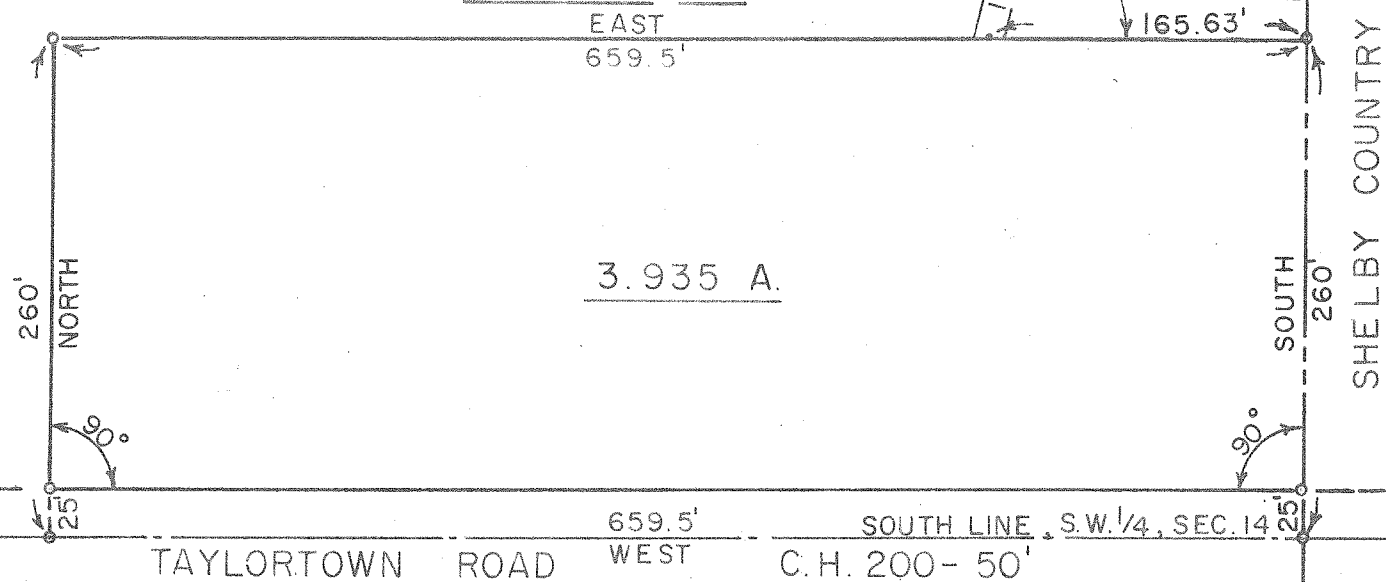 EAST
659.5'
165.63'
260'
NORTH
3.935 A.
SOUTH
260'
SHELBY COUNTRY
90°
90°
25'
659.5'
WEST
SOUTH LINE, S.W. 1/4, SEC. 14
25'
TAYLORTOWN ROAD
C.H. 200 - 50'